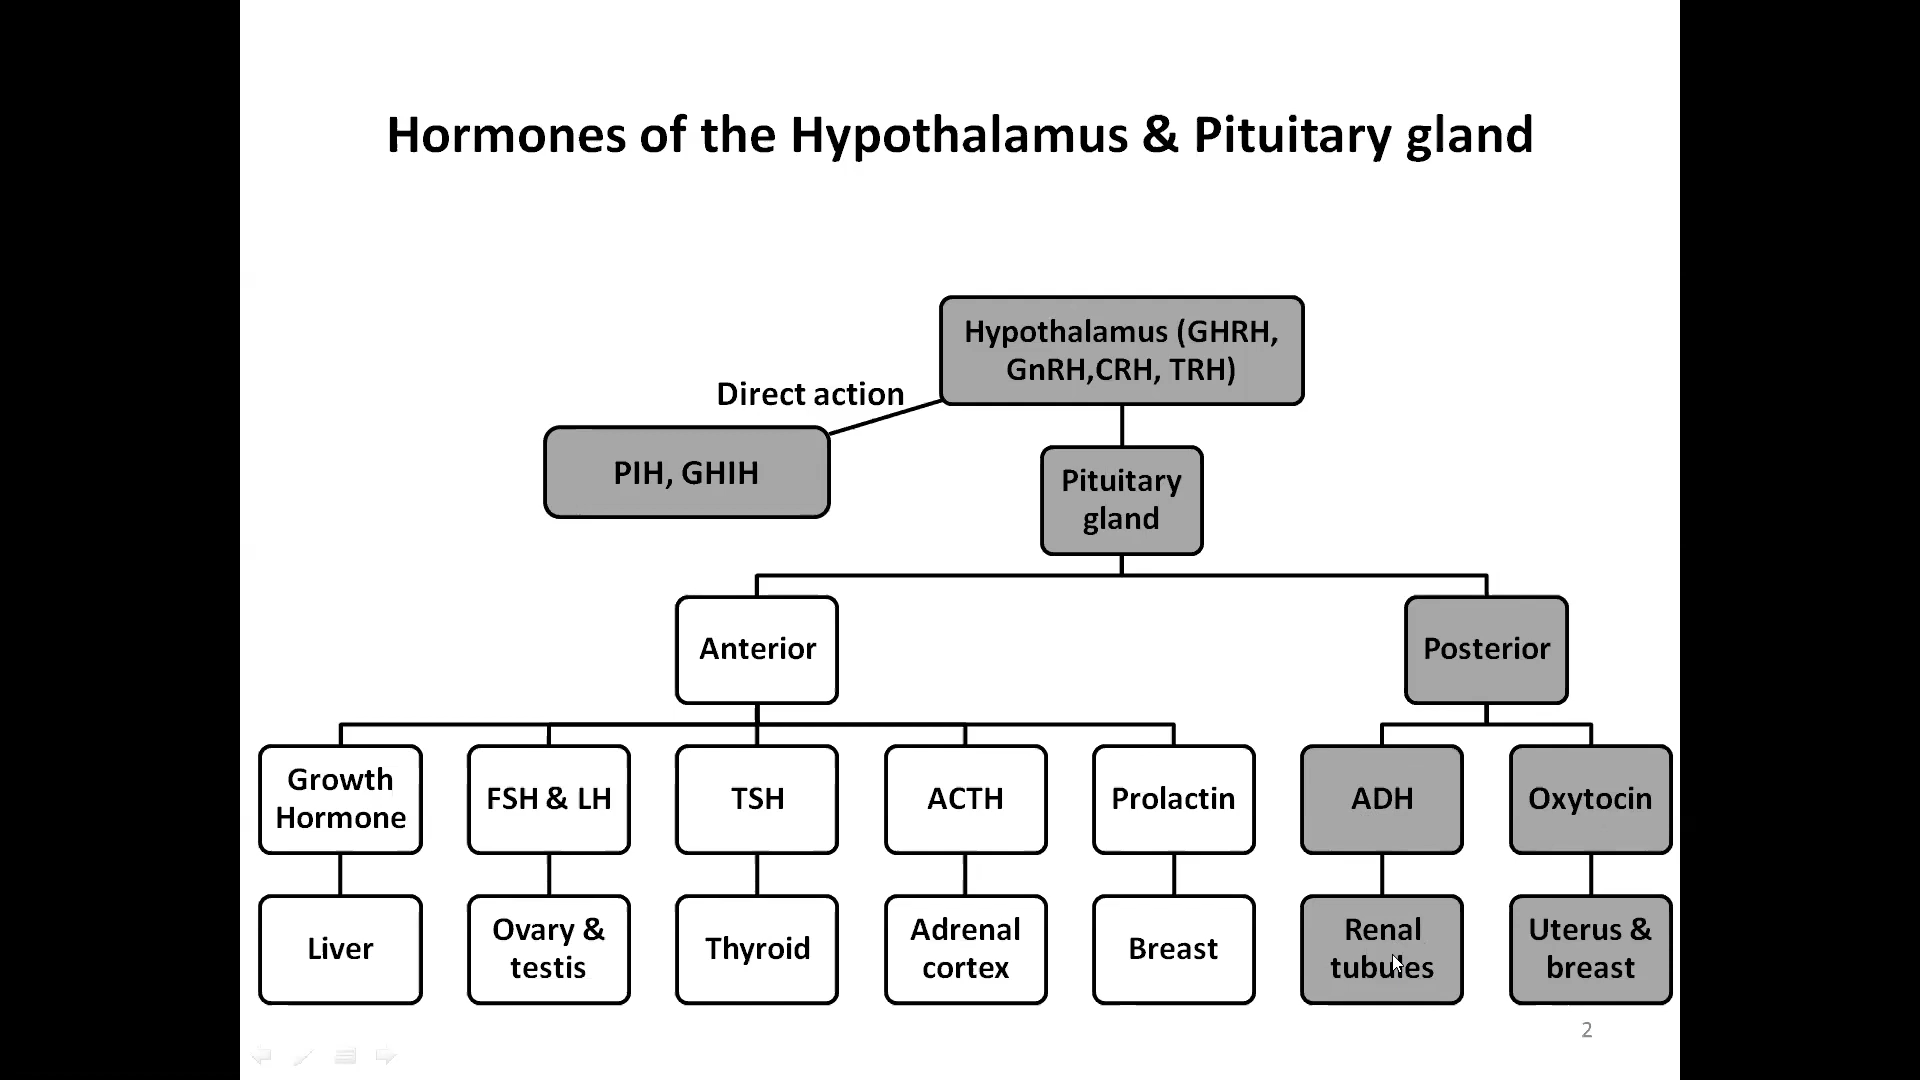 Hormones of the Hypothalamus & Pituitary gland
Hypothalamus (GHRH,
GnRH,CRH, TRH)
Direct action
PIH, GHIH
Pituitary
gland
Anterior
Posterior
Growth
Hormone
FSH & LH
TSH
ACTH
Prolactin
ADH
Oxytocin
Liver
Ovary &
testis
Thyroid
Adrenal
cortex
Breast
Renal
tubules
Uterus &
breast
2